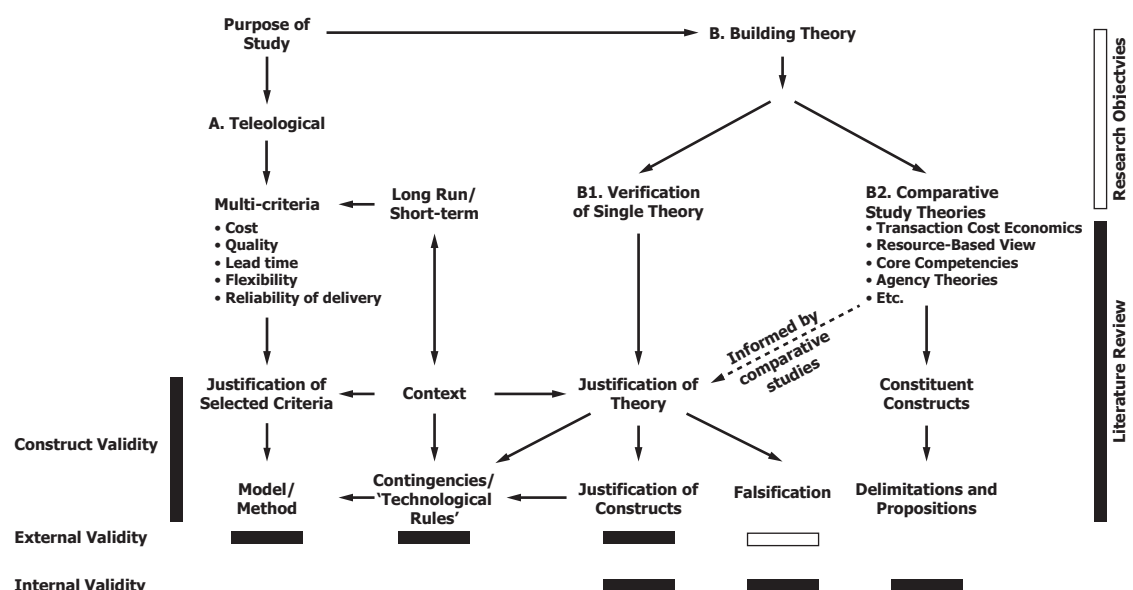 Purpose of
Study
B. Building Theory
A. Teleological
Multi-criteria
• Cost
• Quality
• Lead time
• Flexibility
• Reliability of delivery
Long Run/
Short-term
B1. Verification
of Single Theory
B2. Comparative
Study Theories
• Transaction Cost Economics
• Resource-Based View
• Core Competencies
• Agency Theories
• Etc.
Informed by
comparative
studies
Justification of
Selected Criteria
Context
Justification of
Theory
Constituent
Constructs
Model/
Method
Contingencies/
‘Technological
Rules’
Justification of
Constructs
Falsification
Delimitations and
Propositions
Construct Validity
External Validity
Internal Validity
Research Obiectvies
Literature Review